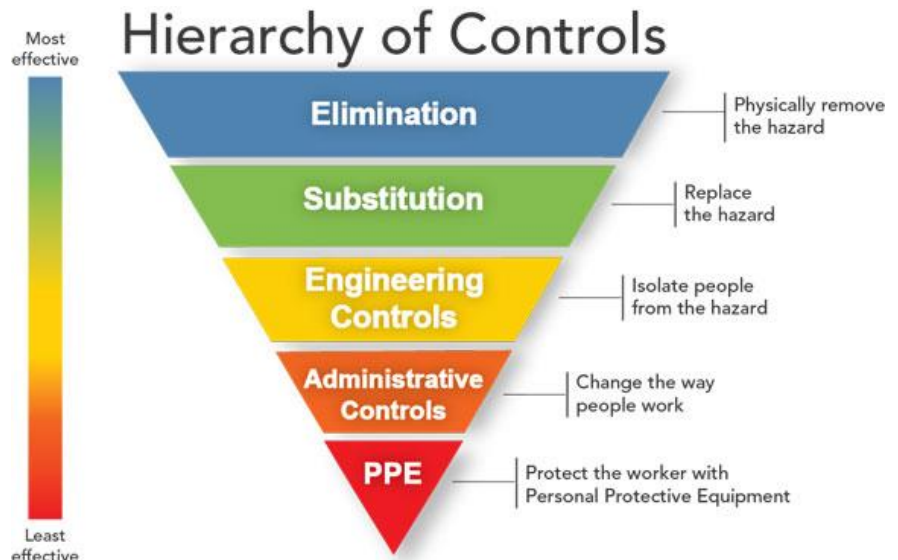 Hierarchy of Controls
Most
effective
Elimination
Physically remove
the hazard
Substitution
Replace
the hazard
Engineering
Controls
Isolate people
from the hazard
Administrative
Controls
Change the way
people work
PPE
Protect the worker with
Personal Protective Equipment
Least
effective